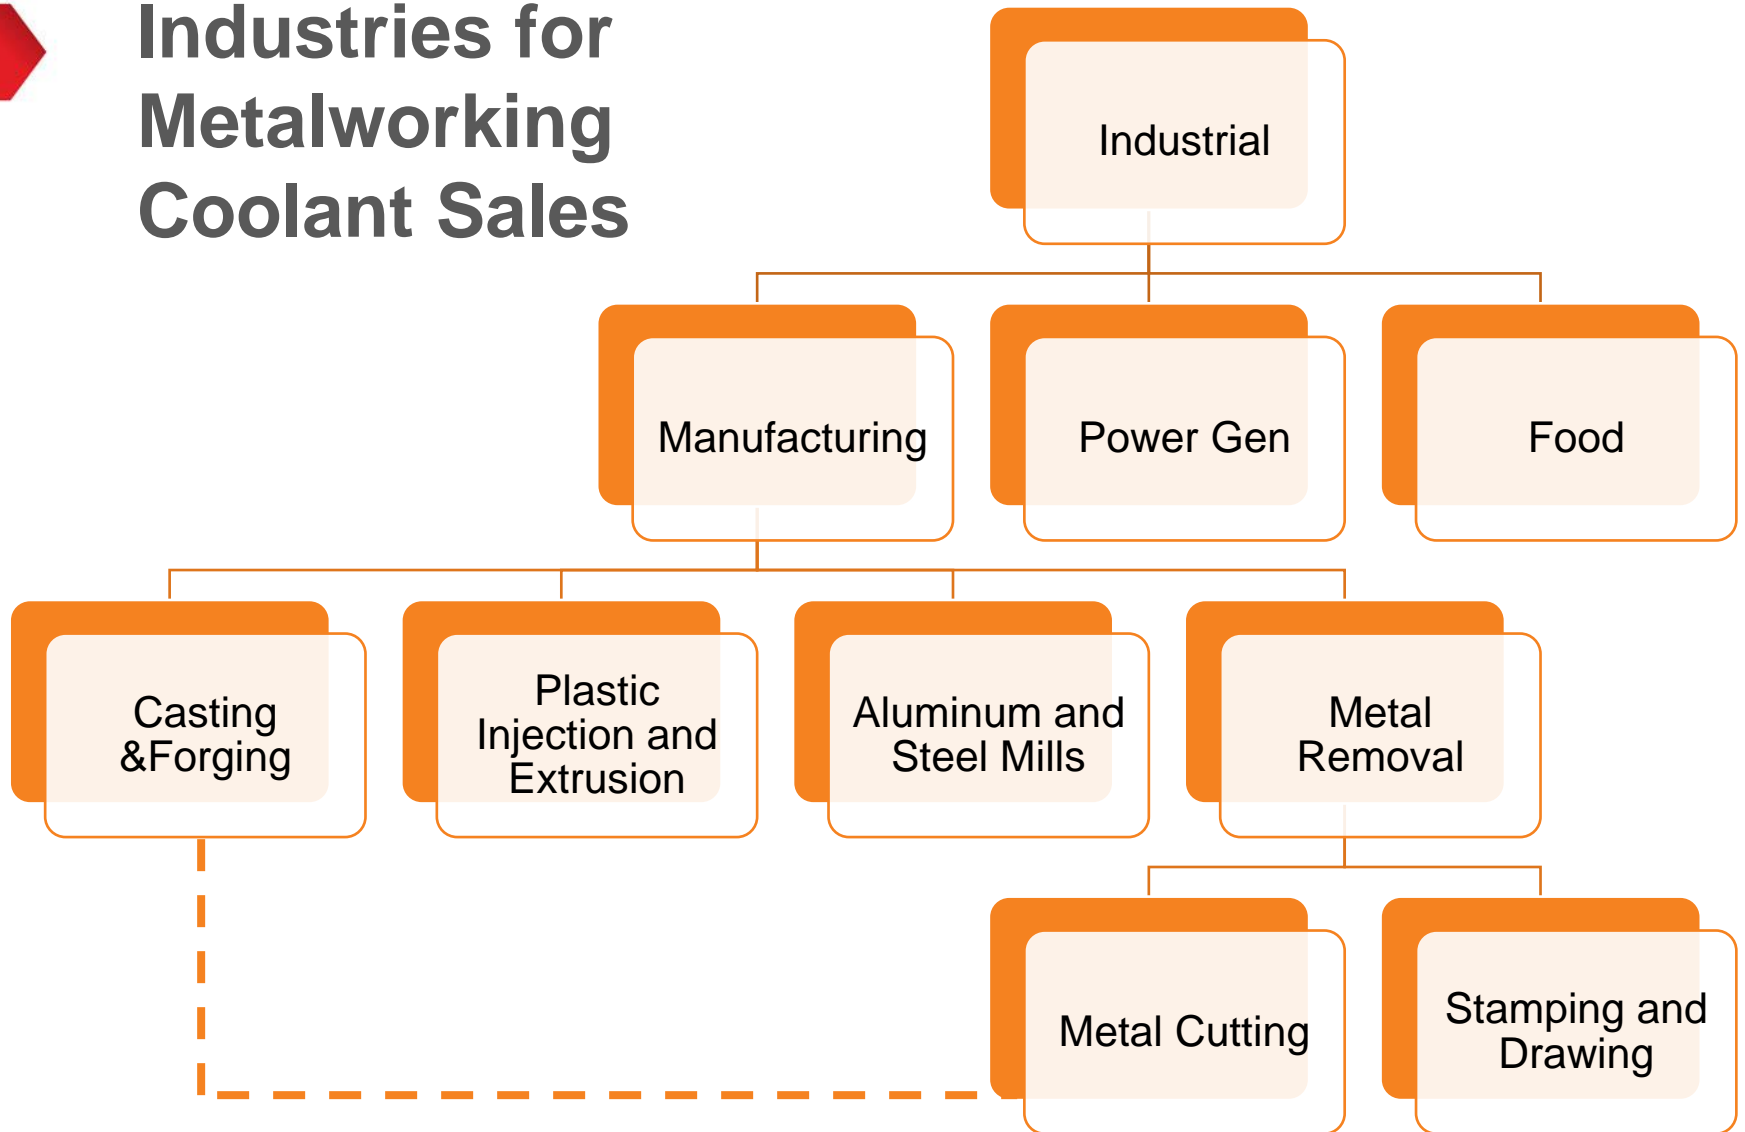 Industries for
Metalworking
Coolant Sales
Industrial
Manufacturing
Power Gen
Food
Casting
&Forging
Plastic
Injection and
Extrusion
Aluminum and
Steel Mills
Metal
Removal
Metal Cutting
Stamping and
Drawing